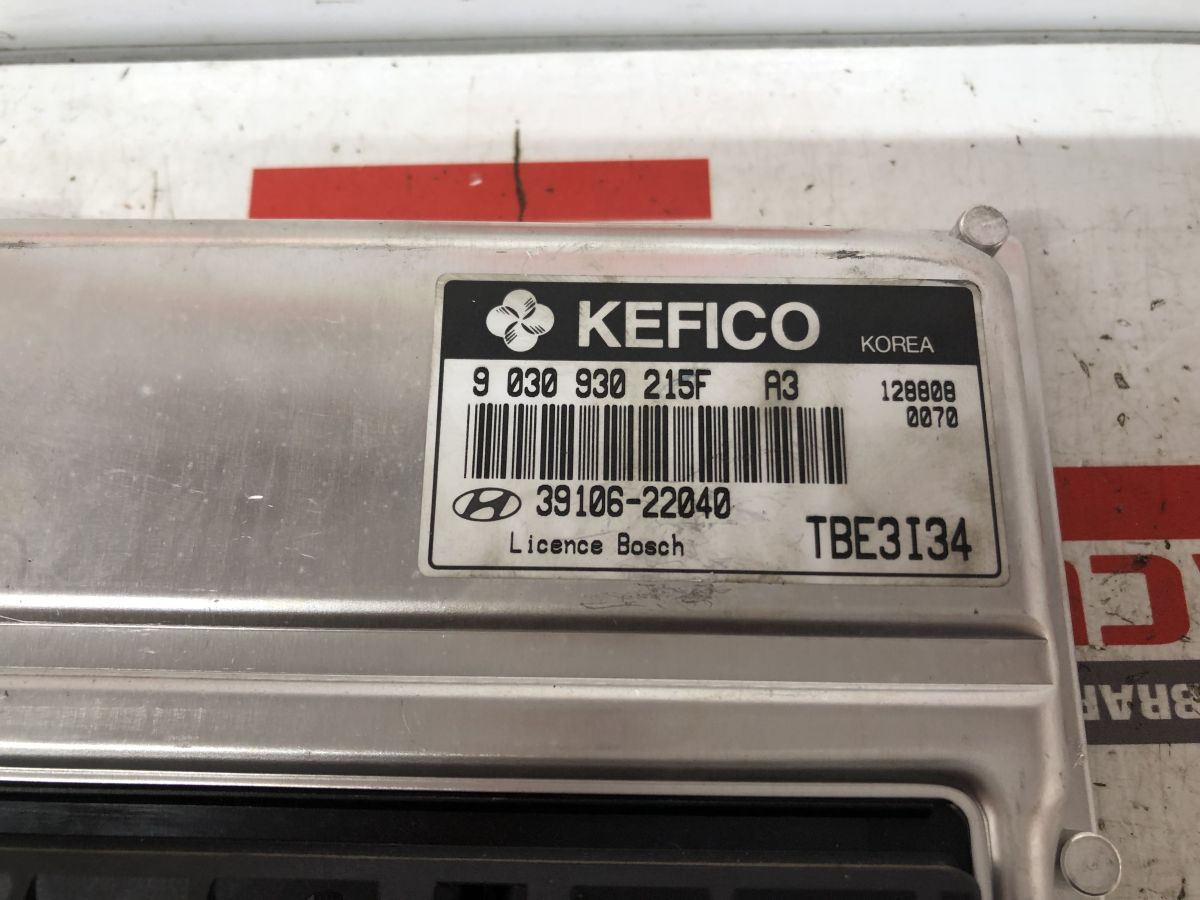 KEFICO KOREA
9 030 930 215F A3 128808
0070
39106-22040
Licence Bosch TBE3I34